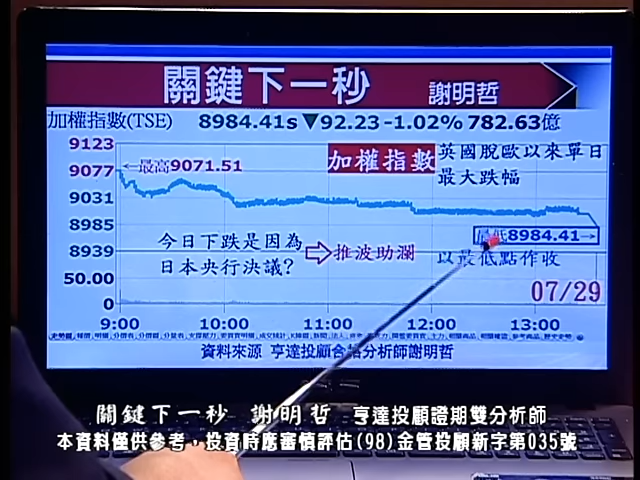 關鍵下一秒 謝明哲
加權指數(TSE) 8984.41s▼92.23-1.02% 782.63億
9123
9077
9031
8985
8939
50.00
0
←最高9071.51
加權指數
英國脫歐以來單日
最大跌幅
最低8984.41→
今日下跌是因為
日本央行決議?
推波助瀾
以最低點作收
07/29
9:00 10:00 11:00 12:00 13:00
資料來源 亨達投顧合格分析師謝明哲
關鍵下一秒 謝明哲 亨達投顧證期雙分析師
本資料僅供參考，投資時應審慎評估(98)金管投顧新字第035號